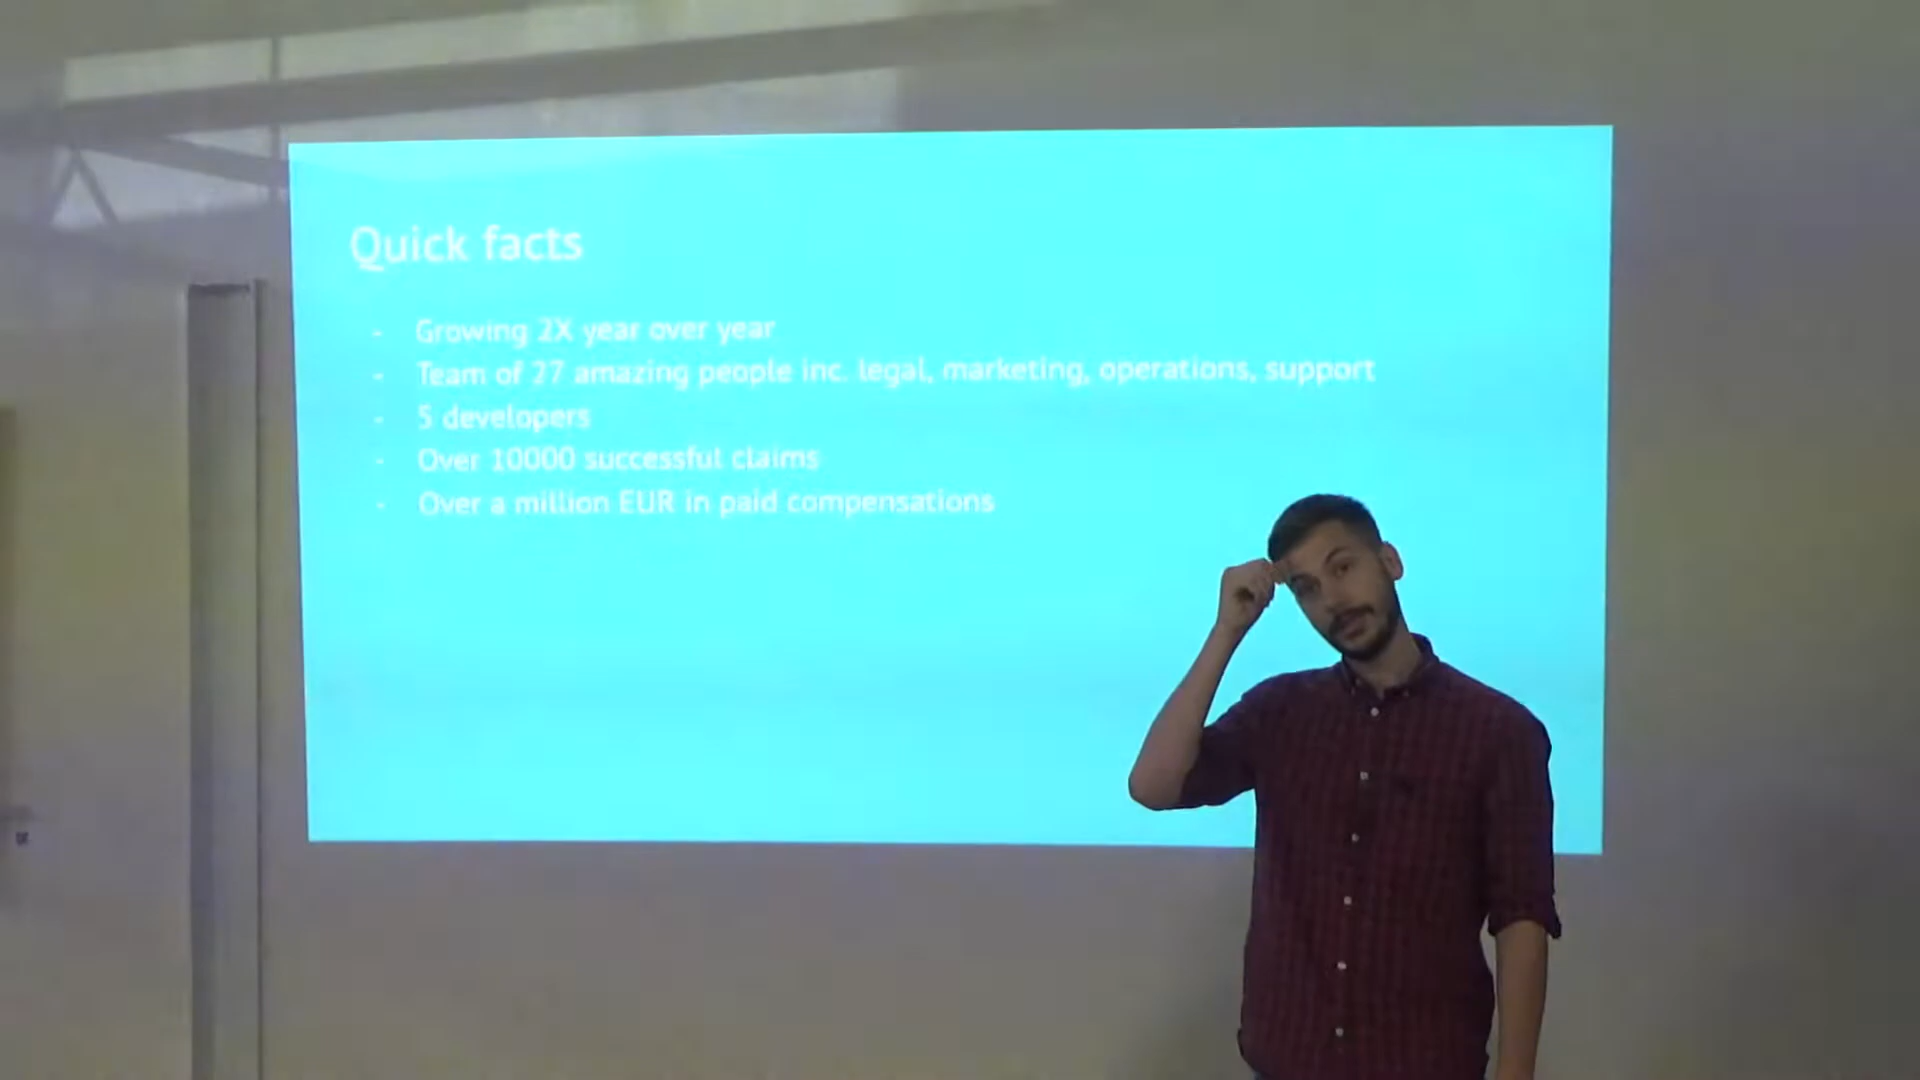 Quick facts
- Growing 2X year over year
- Team of 27 amazing people inc. legal, marketing, operations, support
- 5 developers
- Over 10000 successful claims
- Over a million EUR in paid compensations